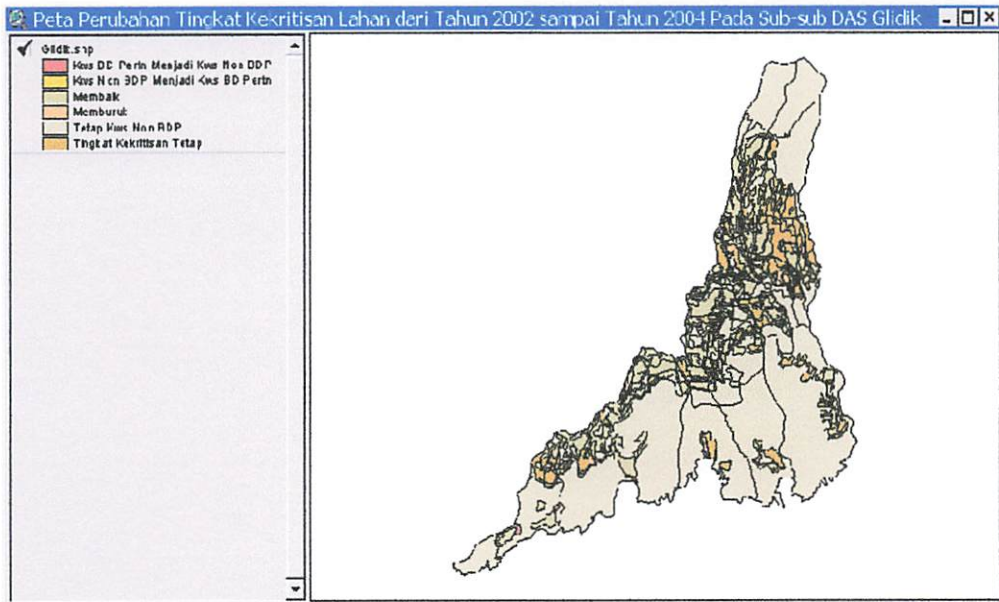 Peta Perubahan Tingkat Kekritisan Lahan dari Tahun 2002 sampai Tahun 2004 Pada Sub-sub DAS Glidik
Glidik.shp
Kws BD Pertn Menjadi Kws Non BDP
Kws Non BDP Menjadi Kws BD Pertn
Membaik
Memburuk
Tetap Kws Non BDP
Tingkat Kekritisan Tetap